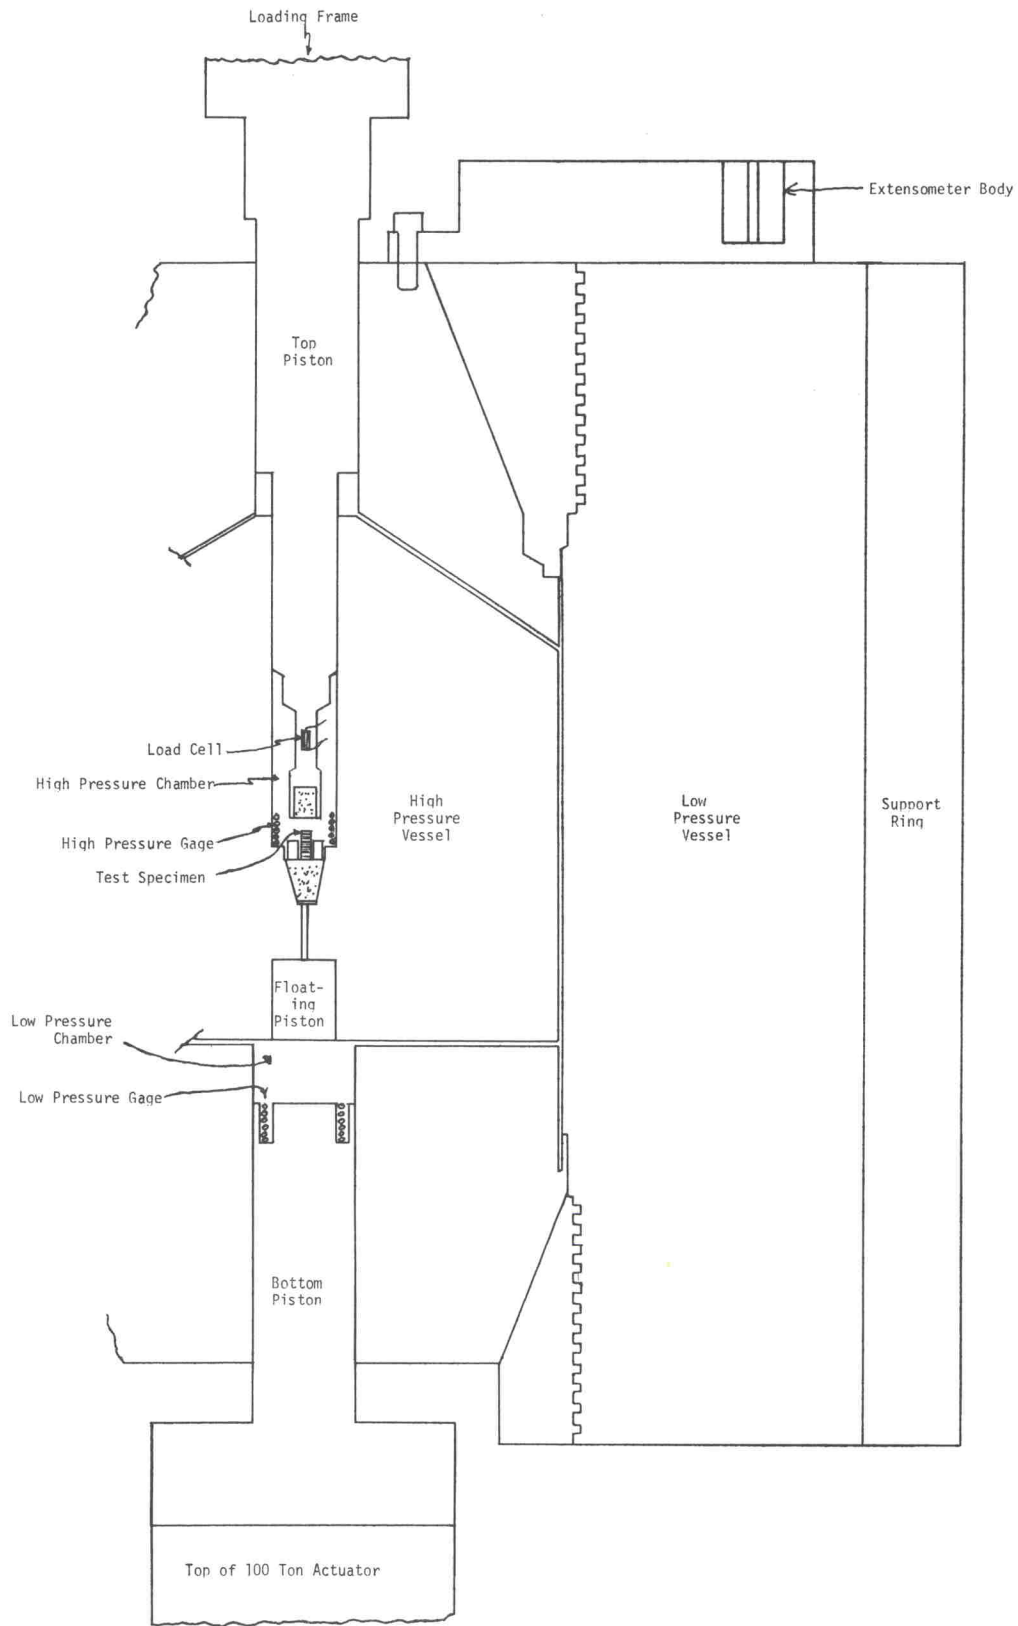 Loading Frame
Extensometer Body
Top
Piston
Load Cell
High Pressure Chamber
High
Pressure
Vessel
Low
Pressure
Vessel
Support
Ring
High Pressure Gage
Test Specimen
Float-
ing
Piston
Low Pressure
Chamber
Low Pressure Gage
Bottom
Piston
Top of 100 Ton Actuator